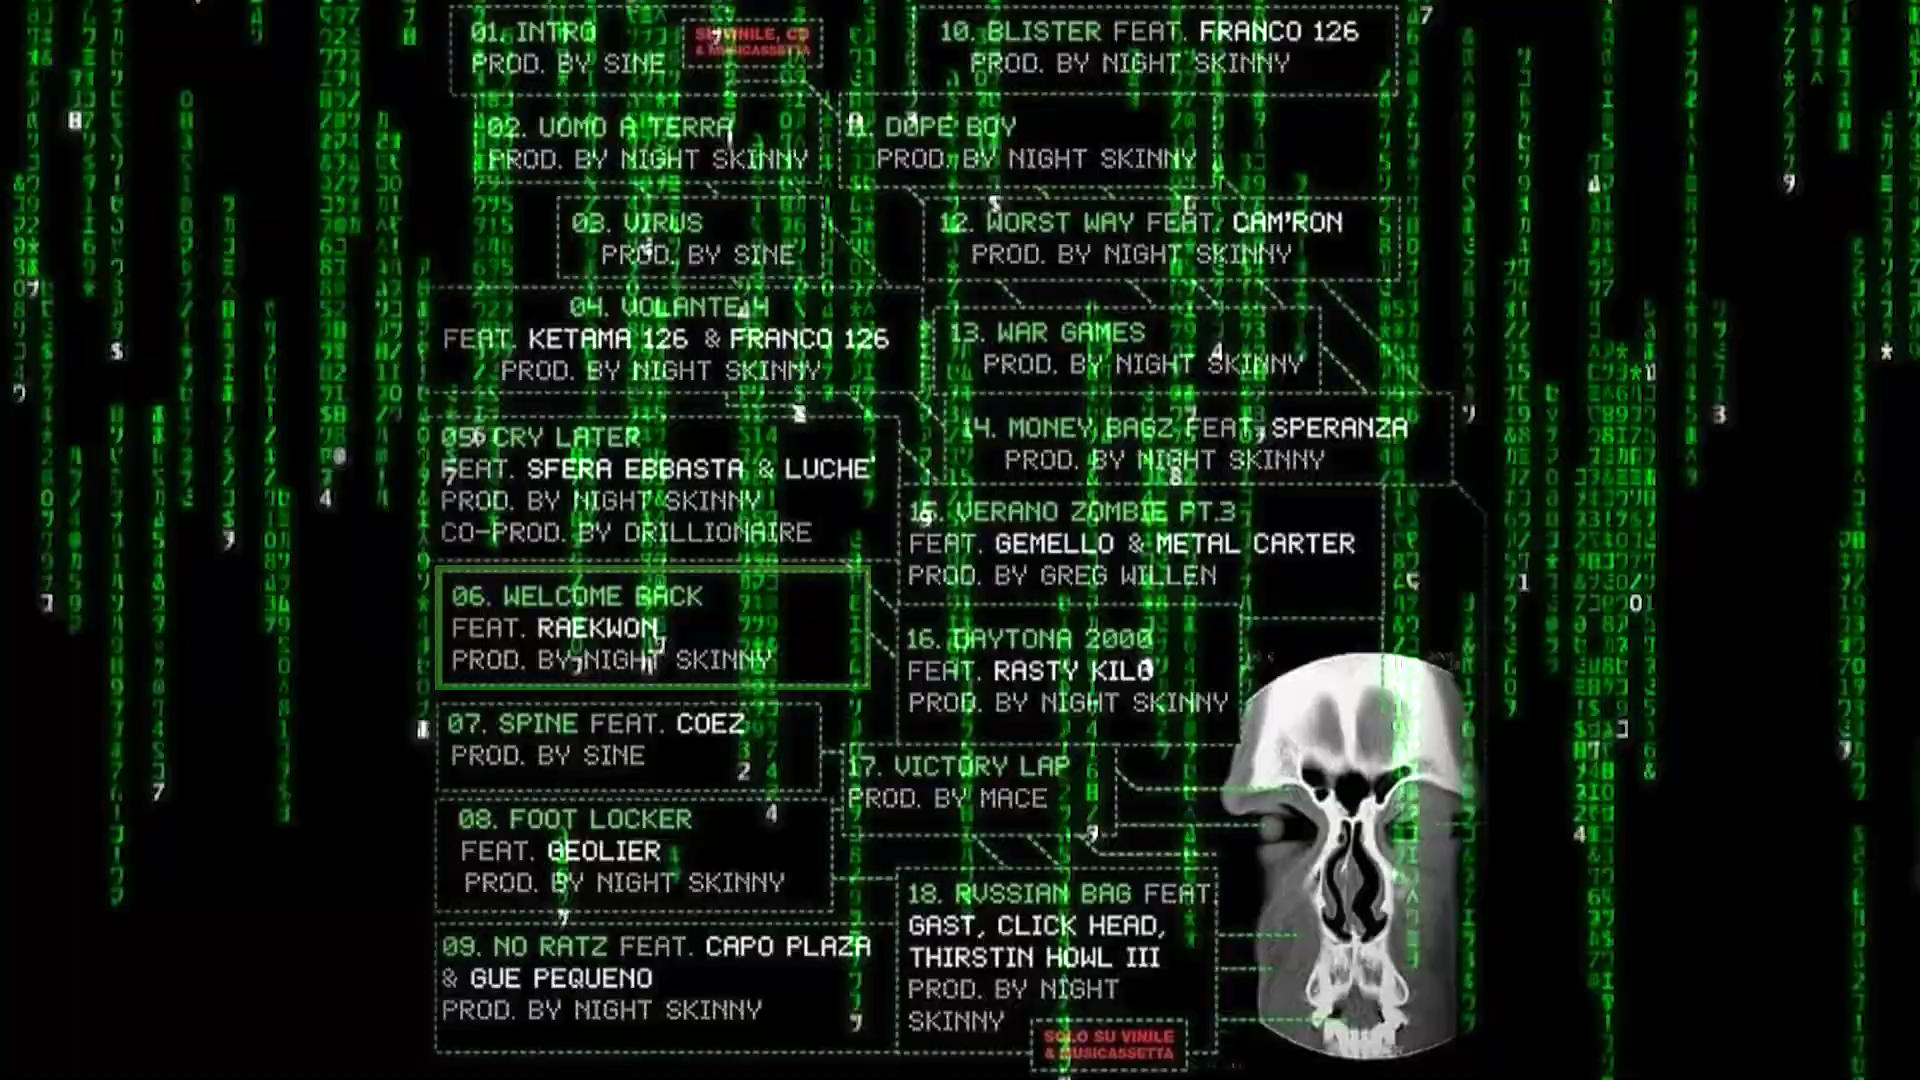 01. INTRO
PROD. BY SINE
SU VINILE, CD
& MUSICASSETTA
02. UOMO A TERRA
PROD. BY NIGHT SKINNY
03. VIRUS
PROD. BY SINE
04. VOLANTE 4
FEAT. KETAMA 126 & FRANCO 126
PROD. BY NIGHT SKINNY
05. CRY LATER
FEAT. SFERA EBBASTA & LUCHE'
PROD. BY NIGHT SKINNY
CO-PROD. BY DRILLIONAIRE
06. WELCOME BACK
FEAT. RAEKWON
PROD. BY NIGHT SKINNY
07. SPINE FEAT. COEZ
PROD. BY SINE
08. FOOT LOCKER
FEAT. GEOLIER
PROD. BY NIGHT SKINNY
09. NO RATZ FEAT. CAPO PLAZA
& GUE PEQUENO
PROD. BY NIGHT SKINNY
10. BLISTER FEAT. FRANCO 126
PROD. BY NIGHT SKINNY
11. DOPE BOY
PROD. BY NIGHT SKINNY
12. WORST WAY FEAT. CAM'RON
PROD. BY NIGHT SKINNY
13. WAR GAMES
PROD. BY NIGHT SKINNY
14. MONEY BAGZ FEAT. SPERANZA
PROD. BY NIGHT SKINNY
15. VERANO ZOMBIE PT.3
FEAT. GEMELLO & METAL CARTER
PROD. BY GREG WILLEN
16. DAYTONA 2000
FEAT. RASTY KILO
PROD. BY NIGHT SKINNY
17. VICTORY LAP
PROD. BY MACE
18. RUSSIAN BAG FEAT
GAST, CLICK HEAD,
THIRSTIN HOWL III
PROD. BY NIGHT
SKINNY
SOLO SU VINILE
& MUSICASSETTA